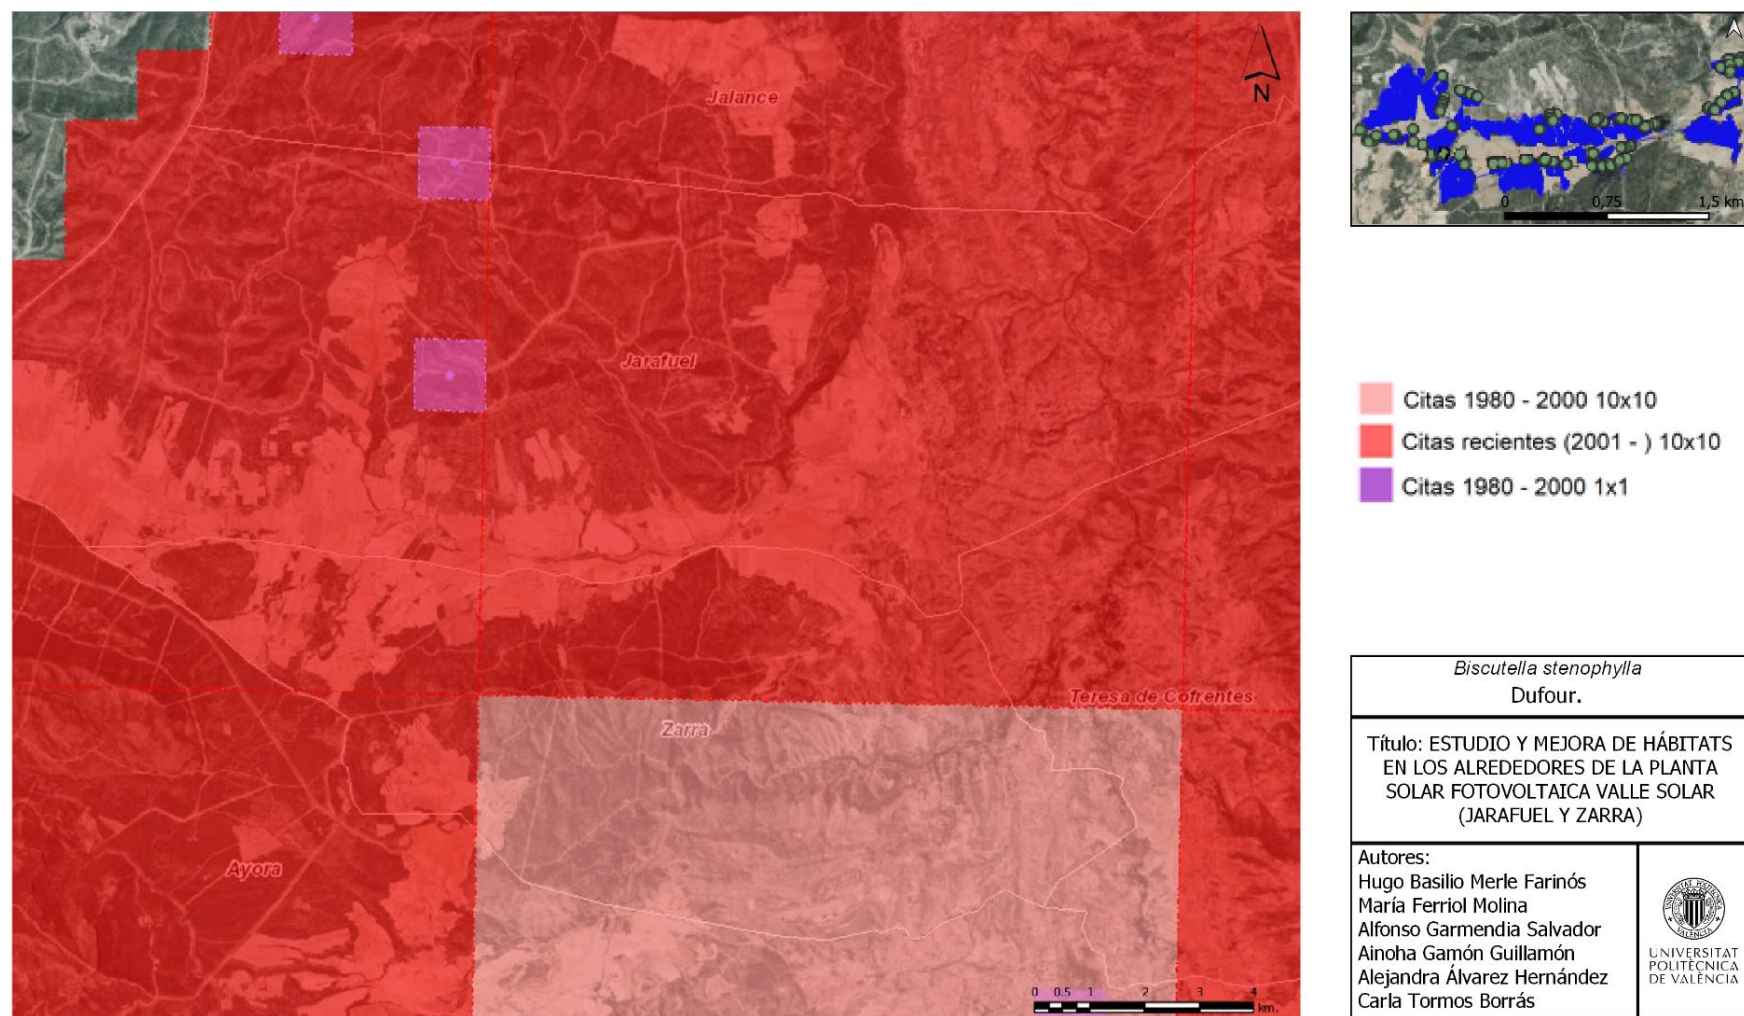 Jalance
N
Jarafuel
Teresa de Cofrentes
Zarra
Ayora
0 0.5 1 2 3 4
km.
0 0,75 1,5 km
Citas 1980 - 2000 10x10
Citas recientes (2001 - ) 10x10
Citas 1980 - 2000 1x1
Biscutella stenophylla
Dufour.
Título: ESTUDIO Y MEJORA DE HÁBITATS
EN LOS ALREDEDORES DE LA PLANTA
SOLAR FOTOVOLTAICA VALLE SOLAR
(JARAFUEL Y ZARRA)
Autores:
Hugo Basilio Merle Farinós
María Ferriol Molina
Alfonso Garmendia Salvador
Ainoha Gamón Guillamón
Alejandra Álvarez Hernández
Carla Tormos Borrás
UNIVERSITAT
POLITÈCNICA
DE VALÈNCIA